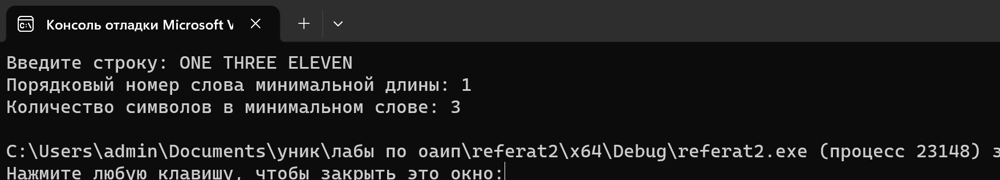 Консоль отладки Microsoft V
Введите строку: ONE THREE ELEVEN
Порядковый номер слова минимальной длины: 1
Количество символов в минимальном слове: 3
C:\Users\admin\Documents\уник\лабы по оаип\referat2\x64\Debug\referat2.exe (процесс 23148) з
Нажмите любую клавишу, чтобы закрыть это окно: